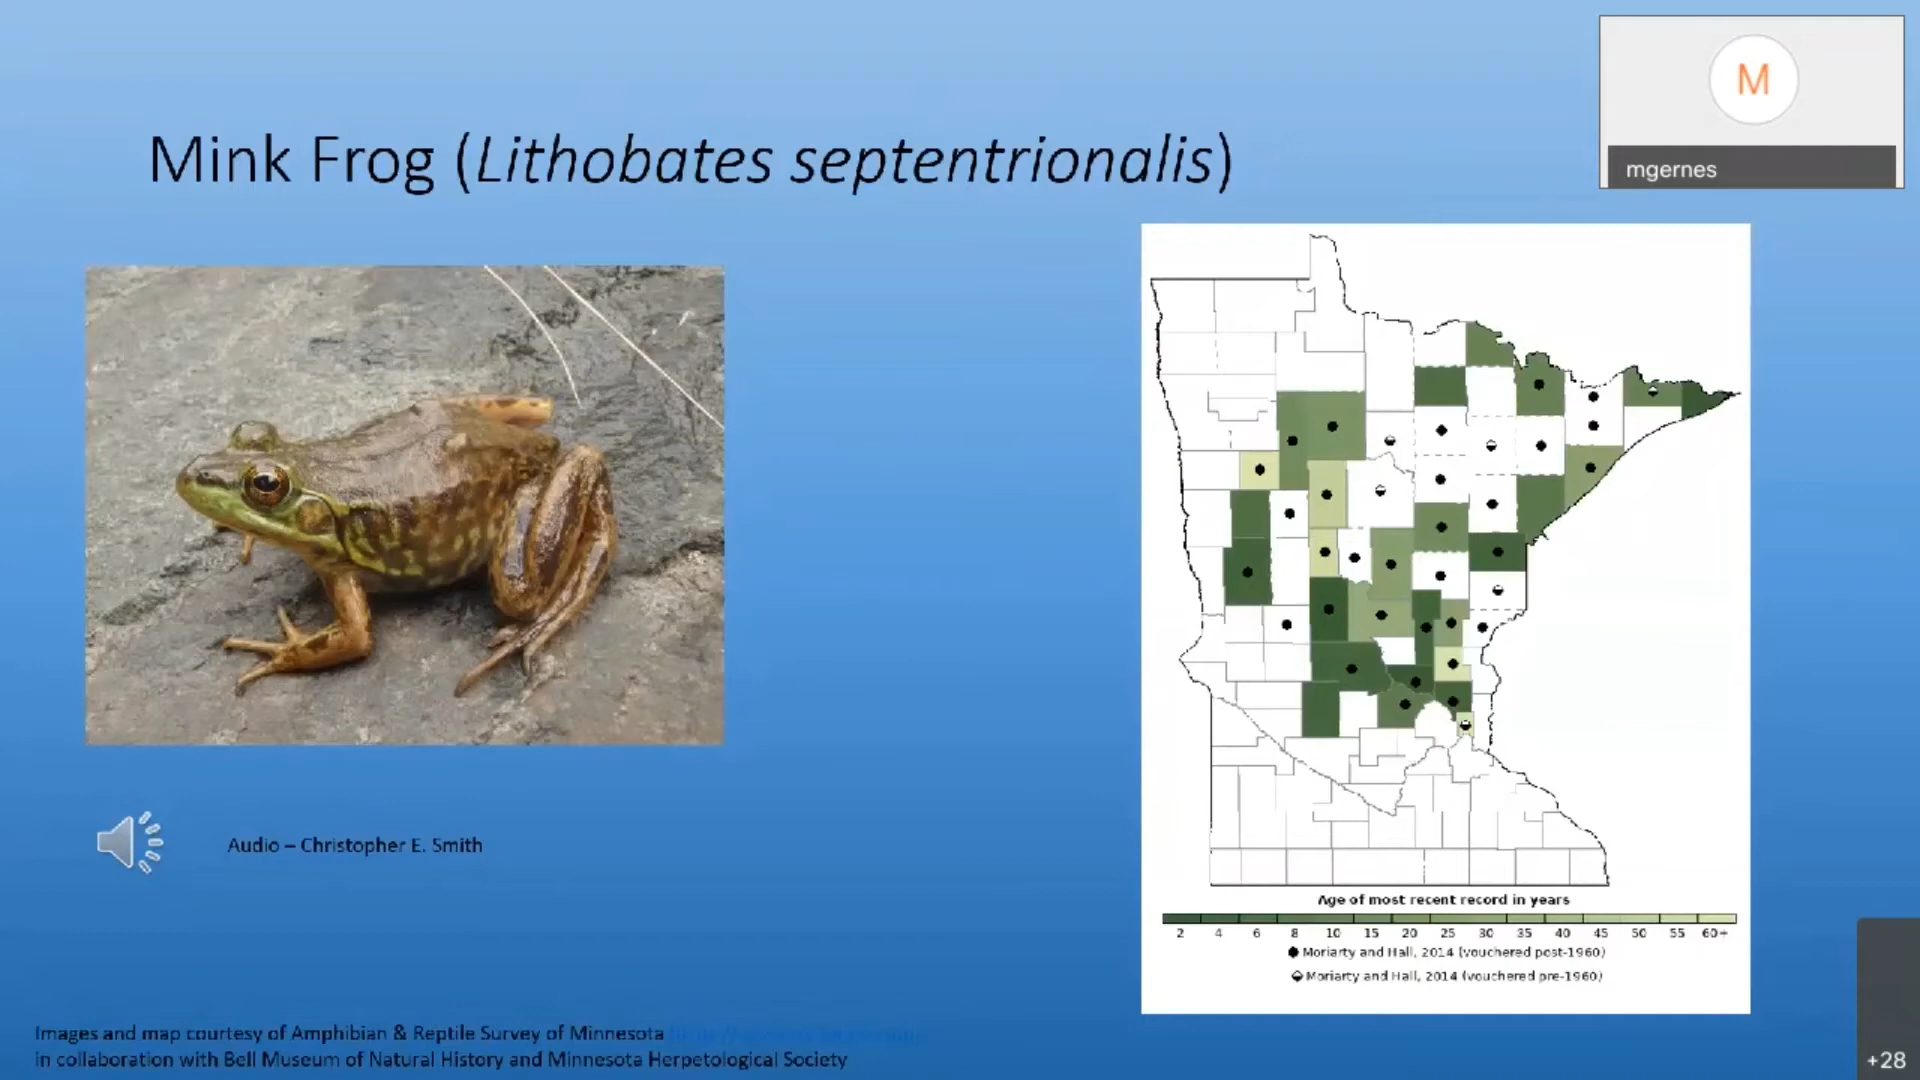 Mink Frog (Lithobates septentrionalis)
M
mgernes
Audio – Christopher E. Smith
Age of most recent record in years
2 4 6 8 10 15 20 25 30 35 40 45 50 55 60+
Moriarty and Hall, 2014 (vouchered post-1960)
Moriarty and Hall, 2014 (vouchered pre-1960)
Images and map courtesy of Amphibian & Reptile Survey of Minnesota
in collaboration with Bell Museum of Natural History and Minnesota Herpetological Society
+28